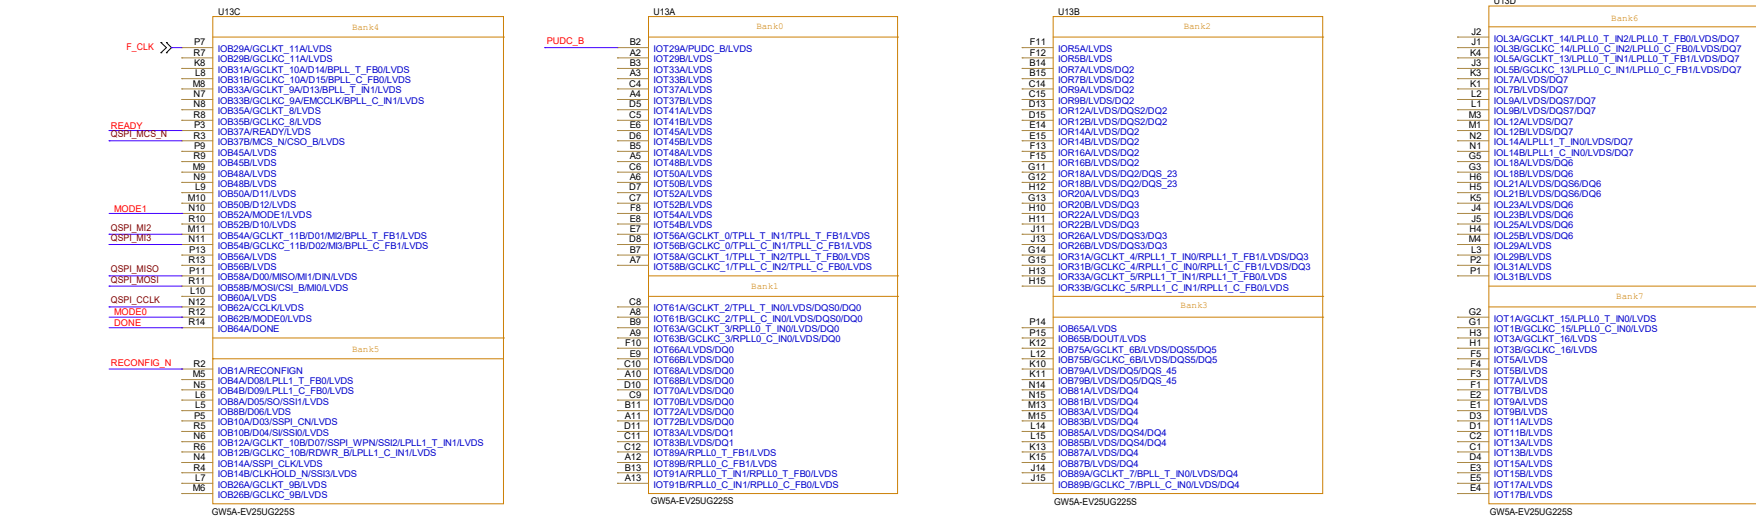 U13C
Bank4
F_CLK
P7 IOB29A/GCLKT_11A/LVDS
R7 IOB29B/GCLKC_11A/LVDS
K8 IOB31A/GCLKT_10A/D14/BPLL_T_FB0/LVDS
L8 IOB31B/GCLKC_10A/D15/BPLL_C_FB0/LVDS
M8 IOB33A/GCLKT_9A/D13/BPLL_T_IN1/LVDS
N7 IOB33B/GCLKC_9A/EMCCLK/BPLL_C_IN1/LVDS
N8 IOB35A/GCLKT_8/LVDS
R8 IOB35B/GCLKC_8/LVDS
READY P3 IOB37A/READY/LVDS
QSPI_MCS_N R3 IOB37B/MCS_N/CSO_B/LVDS
P9 IOB45A/LVDS
R9 IOB45B/LVDS
M9 IOB48A/LVDS
N9 IOB48B/LVDS
L9 IOB50A/D11/LVDS
M10 IOB50B/D12/LVDS
MODE1 N10 IOB52A/MODE1/LVDS
R10 IOB52B/D10/LVDS
QSPI_MI2 M11 IOB54A/GCLKT_11B/D01/MI2/BPLL_T_FB1/LVDS
QSPI_MI3 N11 IOB54B/GCLKC_11B/D02/MI3/BPLL_C_FB1/LVDS
P13 IOB56A/LVDS
R13 IOB56B/LVDS
QSPI_MISO P11 IOB58A/D00/MISO/MI1/DIN/LVDS
QSPI_MOSI R11 IOB58B/MOSI/CSI_B/MI0/LVDS
L10 IOB60A/LVDS
QSPI_CCLK N12 IOB62A/CCLK/LVDS
MODE0 R12 IOB62B/MODE0/LVDS
DONE R14 IOB64A/DONE
Bank5
RECONFIG_N R2 IOB1A/RECONFIGN
M5 IOB4A/D08/LPLL1_T_FB0/LVDS
N5 IOB4B/D09/LPLL1_C_FB0/LVDS
L6 IOB8A/D05/SO/SSI1/LVDS
L5 IOB8B/D06/LVDS
P5 IOB10A/D03/SSPI_CN/LVDS
R5 IOB10B/D04/SI/SSI0/LVDS
N6 IOB12A/GCLKT_10B/D07/SSPI_WPN/SSI2/LPLL1_T_IN1/LVDS
R6 IOB12B/GCLKC_10B/RDWR_B/LPLL1_C_IN1/LVDS
N4 IOB14A/SSPI_CLK/LVDS
R4 IOB14B/CLKHOLD_N/SSI3/LVDS
L7 IOB26A/GCLKT_9B/LVDS
M6 IOB26B/GCLKC_9B/LVDS
GW5A-EV25UG225S
U13A
Bank0
PUDC_B B2 IOT29A/PUDC_B/LVDS
A2 IOT29B/LVDS
B3 IOT33A/LVDS
A3 IOT33B/LVDS
C4 IOT37A/LVDS
A4 IOT37B/LVDS
D5 IOT41A/LVDS
C5 IOT41B/LVDS
E6 IOT45A/LVDS
D6 IOT45B/LVDS
B5 IOT48A/LVDS
A5 IOT48B/LVDS
C6 IOT50A/LVDS
A6 IOT50B/LVDS
D7 IOT52A/LVDS
C7 IOT52B/LVDS
F8 IOT54A/LVDS
E8 IOT54B/LVDS
E7 IOT56A/GCLKT_0/TPLL_T_IN1/TPLL_T_FB1/LVDS
D8 IOT56B/GCLKC_0/TPLL_C_IN1/TPLL_C_FB1/LVDS
B7 IOT58A/GCLKT_1/TPLL_T_IN2/TPLL_T_FB0/LVDS
A7 IOT58B/GCLKC_1/TPLL_C_IN2/TPLL_C_FB0/LVDS
Bank1
C8 IOT61A/GCLKT_2/TPLL_T_IN0/LVDS/DQS0/DQ0
A8 IOT61B/GCLKC_2/TPLL_C_IN0/LVDS/DQS0/DQ0
B9 IOT63A/GCLKT_3/RPLL0_T_IN0/LVDS/DQ0
A9 IOT63B/GCLKC_3/RPLL0_C_IN0/LVDS/DQ0
F10 IOT66A/LVDS/DQ0
E9 IOT66B/LVDS/DQ0
C10 IOT68A/LVDS/DQ0
A10 IOT68B/LVDS/DQ0
D10 IOT70A/LVDS/DQ0
C9 IOT70B/LVDS/DQ0
B11 IOT72A/LVDS/DQ0
A11 IOT72B/LVDS/DQ0
D11 IOT83A/LVDS/DQ1
C11 IOT83B/LVDS/DQ1
C12 IOT89A/RPLL0_T_FB1/LVDS
A12 IOT89B/RPLL0_C_FB1/LVDS
B13 IOT91A/RPLL0_T_IN1/RPLL0_T_FB0/LVDS
A13 IOT91B/RPLL0_C_IN1/RPLL0_C_FB0/LVDS
GW5A-EV25UG225S
U13B
Bank2
F11 IOR5A/LVDS
F12 IOR5B/LVDS
B14 IOR7A/LVDS/DQ2
B15 IOR7B/LVDS/DQ2
C14 IOR9A/LVDS/DQ2
C15 IOR9B/LVDS/DQ2
D13 IOR12A/LVDS/DQS2/DQ2
D15 IOR12B/LVDS/DQS2/DQ2
E14 IOR14A/LVDS/DQ2
E15 IOR14B/LVDS/DQ2
F13 IOR16A/LVDS/DQ2
F15 IOR16B/LVDS/DQ2
G11 IOR18A/LVDS/DQ2/DQS_23
G12 IOR18B/LVDS/DQ2/DQS_23
H12 IOR20A/LVDS/DQ3
G13 IOR20B/LVDS/DQ3
H10 IOR22A/LVDS/DQ3
H11 IOR22B/LVDS/DQ3
J11 IOR26A/LVDS/DQS3/DQ3
J13 IOR26B/LVDS/DQS3/DQ3
G14 IOR31A/GCLKT_4/RPLL1_T_IN0/RPLL1_T_FB1/LVDS/DQ3
G15 IOR31B/GCLKC_4/RPLL1_C_IN0/RPLL1_C_FB1/LVDS/DQ3
H13 IOR33A/GCLKT_5/RPLL1_T_IN1/RPLL1_T_FB0/LVDS
H15 IOR33B/GCLKC_5/RPLL1_C_IN1/RPLL1_C_FB0/LVDS
Bank3
P14 IOB65A/LVDS
P15 IOB65B/DOUT/LVDS
K12 IOB75A/GCLKT_6B/LVDS/DQS5/DQ5
L12 IOB75B/GCLKC_6B/LVDS/DQS5/DQ5
K10 IOB79A/LVDS/DQ5/DQS_45
K11 IOB79B/LVDS/DQ5/DQS_45
N14 IOB81A/LVDS/DQ4
N15 IOB81B/LVDS/DQ4
M13 IOB83A/LVDS/DQ4
M15 IOB83B/LVDS/DQ4
L14 IOB85A/LVDS/DQS4/DQ4
L15 IOB85B/LVDS/DQS4/DQ4
K13 IOB87A/LVDS/DQ4
K15 IOB87B/LVDS/DQ4
J14 IOB89A/GCLKT_7/BPLL_T_IN0/LVDS/DQ4
J15 IOB89B/GCLKC_7/BPLL_C_IN0/LVDS/DQ4
GW5A-EV25UG225S
U13D
Bank6
J2 IOL3A/GCLKT_14/LPLL0_T_IN2/LPLL0_T_FB0/LVDS/DQ7
J1 IOL3B/GCLKC_14/LPLL0_C_IN2/LPLL0_C_FB0/LVDS/DQ7
K4 IOL5A/GCLKT_13/LPLL0_T_IN1/LPLL0_T_FB1/LVDS/DQ7
J3 IOL5B/GCLKC_13/LPLL0_C_IN1/LPLL0_C_FB1/LVDS/DQ7
K3 IOL7A/LVDS/DQ7
K1 IOL7B/LVDS/DQ7
L2 IOL9A/LVDS/DQS7/DQ7
L1 IOL9B/LVDS/DQS7/DQ7
M3 IOL12A/LVDS/DQ7
M1 IOL12B/LVDS/DQ7
N2 IOL14A/LPLL1_T_IN0/LVDS/DQ7
N1 IOL14B/LPLL1_C_IN0/LVDS/DQ7
G5 IOL18A/LVDS/DQ6
G3 IOL18B/LVDS/DQ6
H6 IOL21A/LVDS/DQS6/DQ6
H5 IOL21B/LVDS/DQS6/DQ6
K5 IOL23A/LVDS/DQ6
J4 IOL23B/LVDS/DQ6
J5 IOL25A/LVDS/DQ6
H4 IOL25B/LVDS/DQ6
M4 IOL29A/LVDS
L3 IOL29B/LVDS
P2 IOL31A/LVDS
P1 IOL31B/LVDS
Bank7
G2 IOT1A/GCLKT_15/LPLL0_T_IN0/LVDS
G1 IOT1B/GCLKC_15/LPLL0_C_IN0/LVDS
H3 IOT3A/GCLKT_16/LVDS
H1 IOT3B/GCLKC_16/LVDS
F5 IOT5A/LVDS
F4 IOT5B/LVDS
F3 IOT7A/LVDS
F1 IOT7B/LVDS
E2 IOT9A/LVDS
E1 IOT9B/LVDS
D3 IOT11A/LVDS
D1 IOT11B/LVDS
C2 IOT13A/LVDS
C1 IOT13B/LVDS
D4 IOT15A/LVDS
E3 IOT15B/LVDS
E5 IOT17A/LVDS
E4 IOT17B/LVDS
GW5A-EV25UG225S